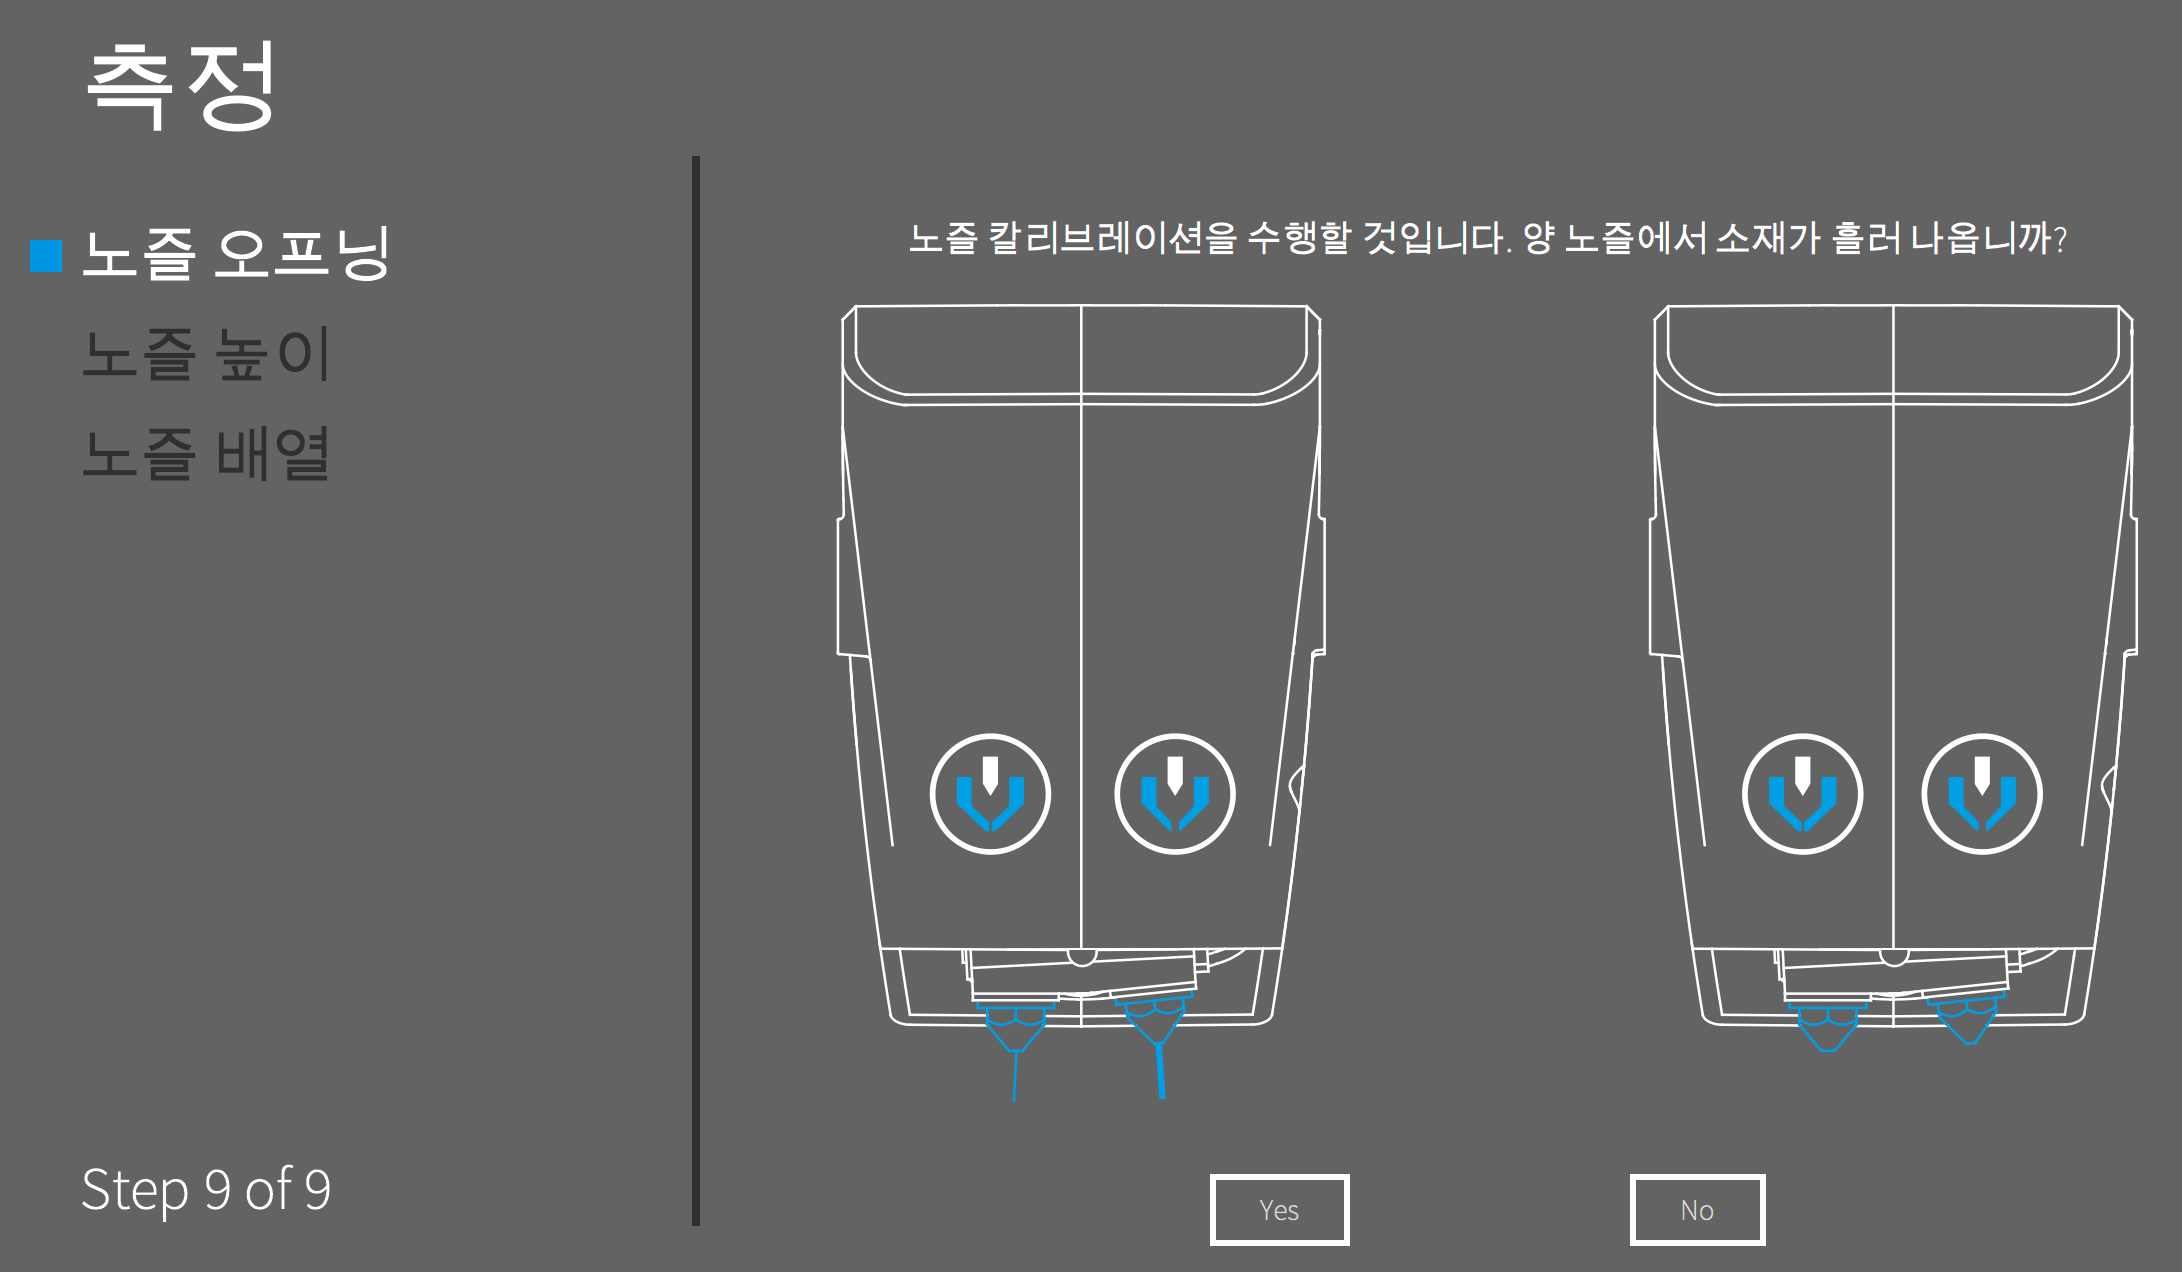 측정
노즐 오프닝
노즐 높이
노즐 배열
Step 9 of 9
노즐 칼리브레이션을 수행할 것입니다. 양 노즐에서 소재가 흘러 나옵니까?
Yes
No